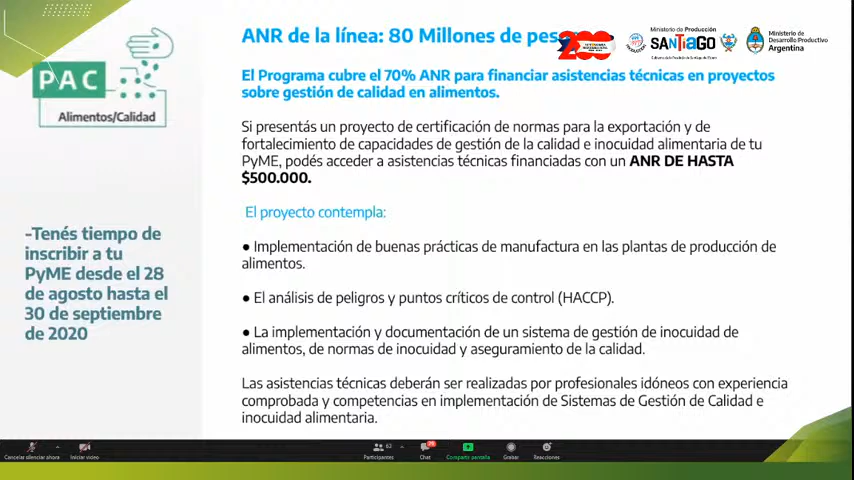 ANR de la línea: 80 Millones de pes
200
Ministerio de Producción
SANTIAGO
Ministerio de
Desarrollo Productivo
Argentina
PAC
Alimentos/Calidad
El Programa cubre el 70% ANR para financiar asistencias técnicas en proyectos
sobre gestión de calidad en alimentos.
Si presentás un proyecto de certificación de normas para la exportación y de
fortalecimiento de capacidades de gestión de la calidad e inocuidad alimentaria de tu
PyME, podés acceder a asistencias técnicas financiadas con un ANR DE HASTA
$500.000.
El proyecto contempla:
● Implementación de buenas prácticas de manufactura en las plantas de producción de
alimentos.
● El análisis de peligros y puntos críticos de control (HACCP).
● La implementación y documentación de un sistema de gestión de inocuidad de
alimentos, de normas de inocuidad y aseguramiento de la calidad.
Las asistencias técnicas deberán ser realizadas por profesionales idóneos con experiencia
comprobada y competencias en implementación de Sistemas de Gestión de Calidad e
inocuidad alimentaria.
-Tenés tiempo de
inscribir a tu
PyME desde el 28
de agosto hasta el
30 de septiembre
de 2020
Cancelar silenciar ahora
Iniciar video
62
Participantes
Chat
Compartir pantalla
Grabar
Reacciones